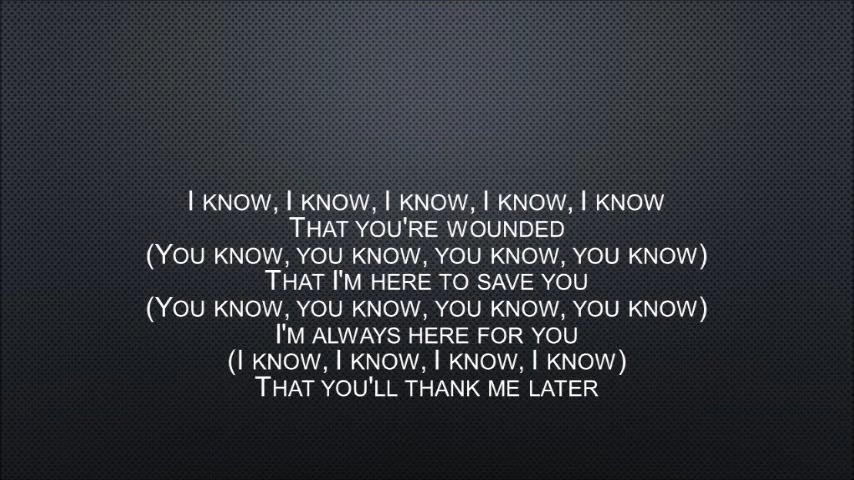 I know, I know, I know, I know, I know
That you're wounded
(You know, you know, you know, you know)
That I'm here to save you
(You know, you know, you know, you know)
I'm always here for you
(I know, I know, I know, I know)
That you'll thank me later